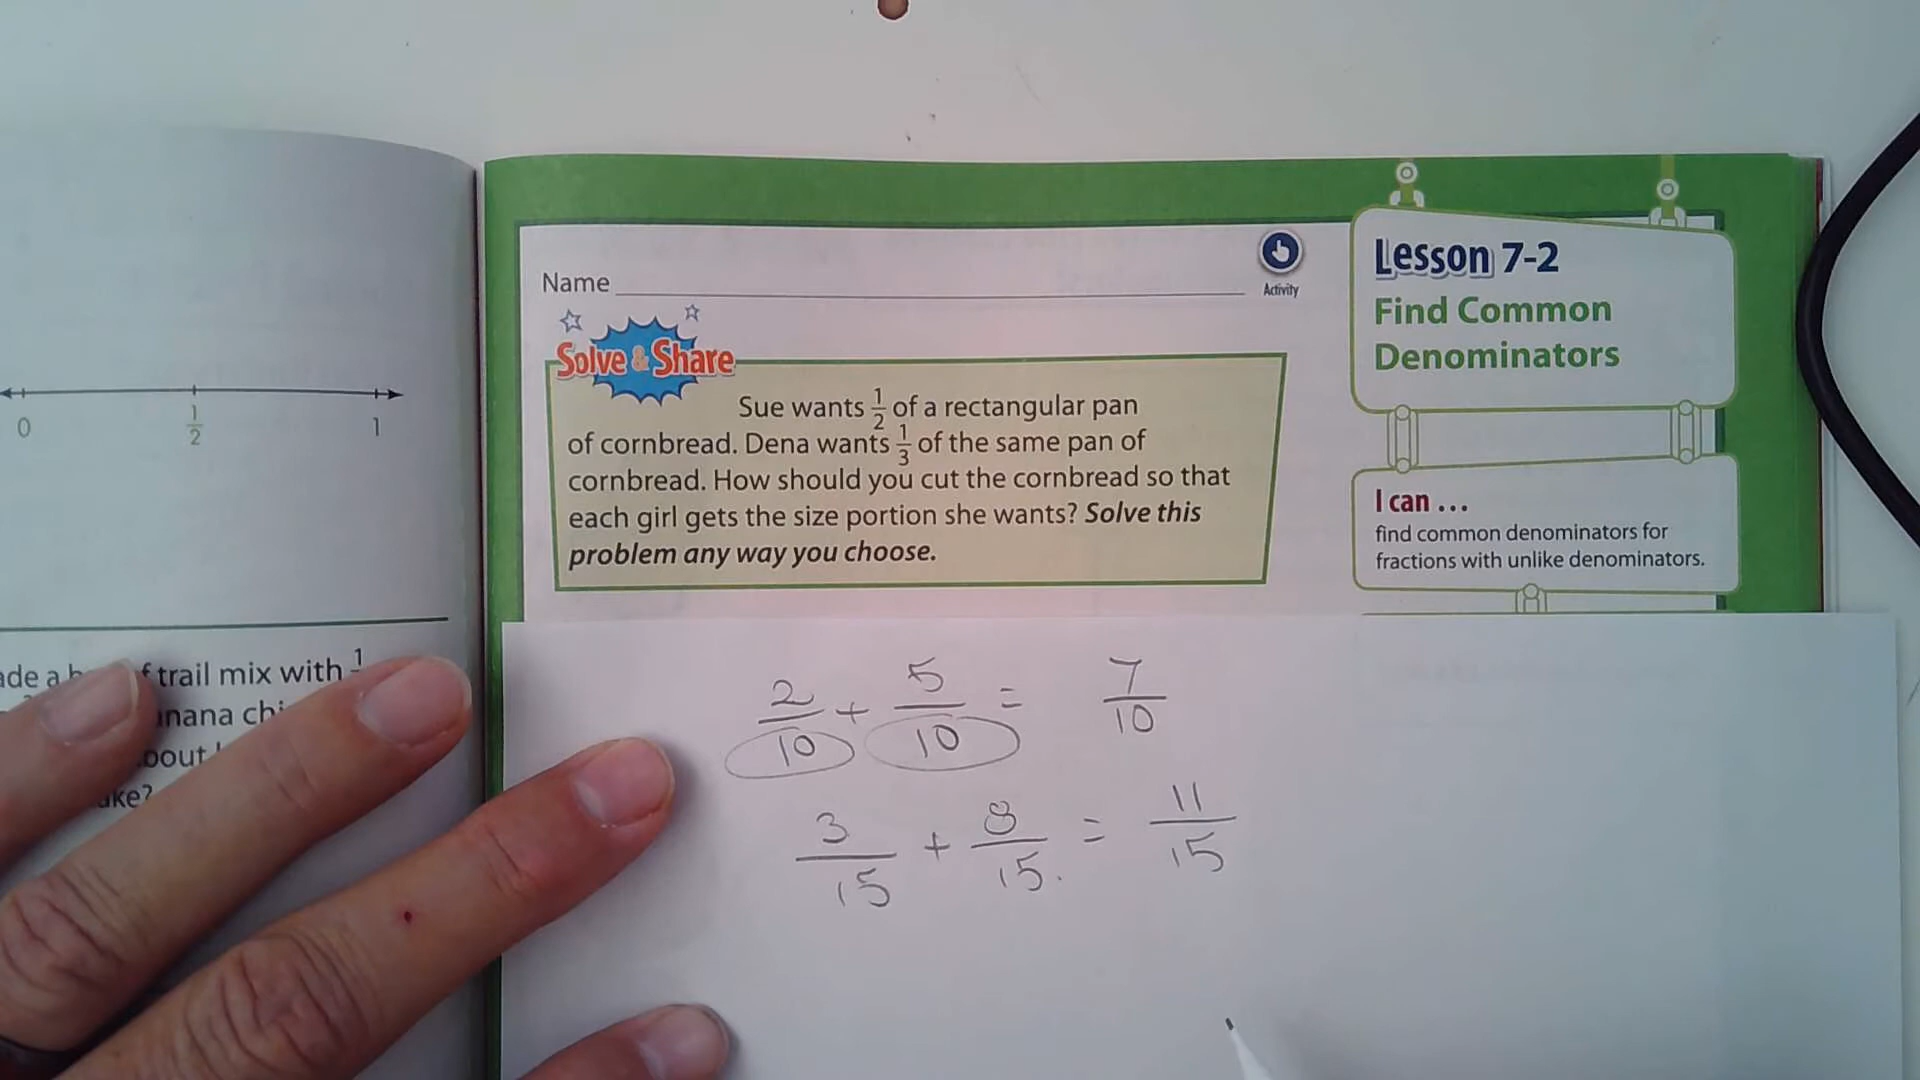 0 1/2 1
trail mix with 1
Name
Activity
Solve & Share
Sue wants 1/2 of a rectangular pan
of cornbread. Dena wants 1/3 of the same pan of
cornbread. How should you cut the cornbread so that
each girl gets the size portion she wants? Solve this
problem any way you choose.
Lesson 7-2
Find Common
Denominators
I can ...
find common denominators for
fractions with unlike denominators.
2/10 + 5/10 = 7/10
3/15 + 8/15 = 11/15